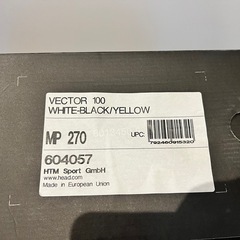 VECTOR 100
WHITE-BLACK/YELLOW
MP 270
UPC:
604057
HTM Sport GmbH
www.head.com
Made in European Union